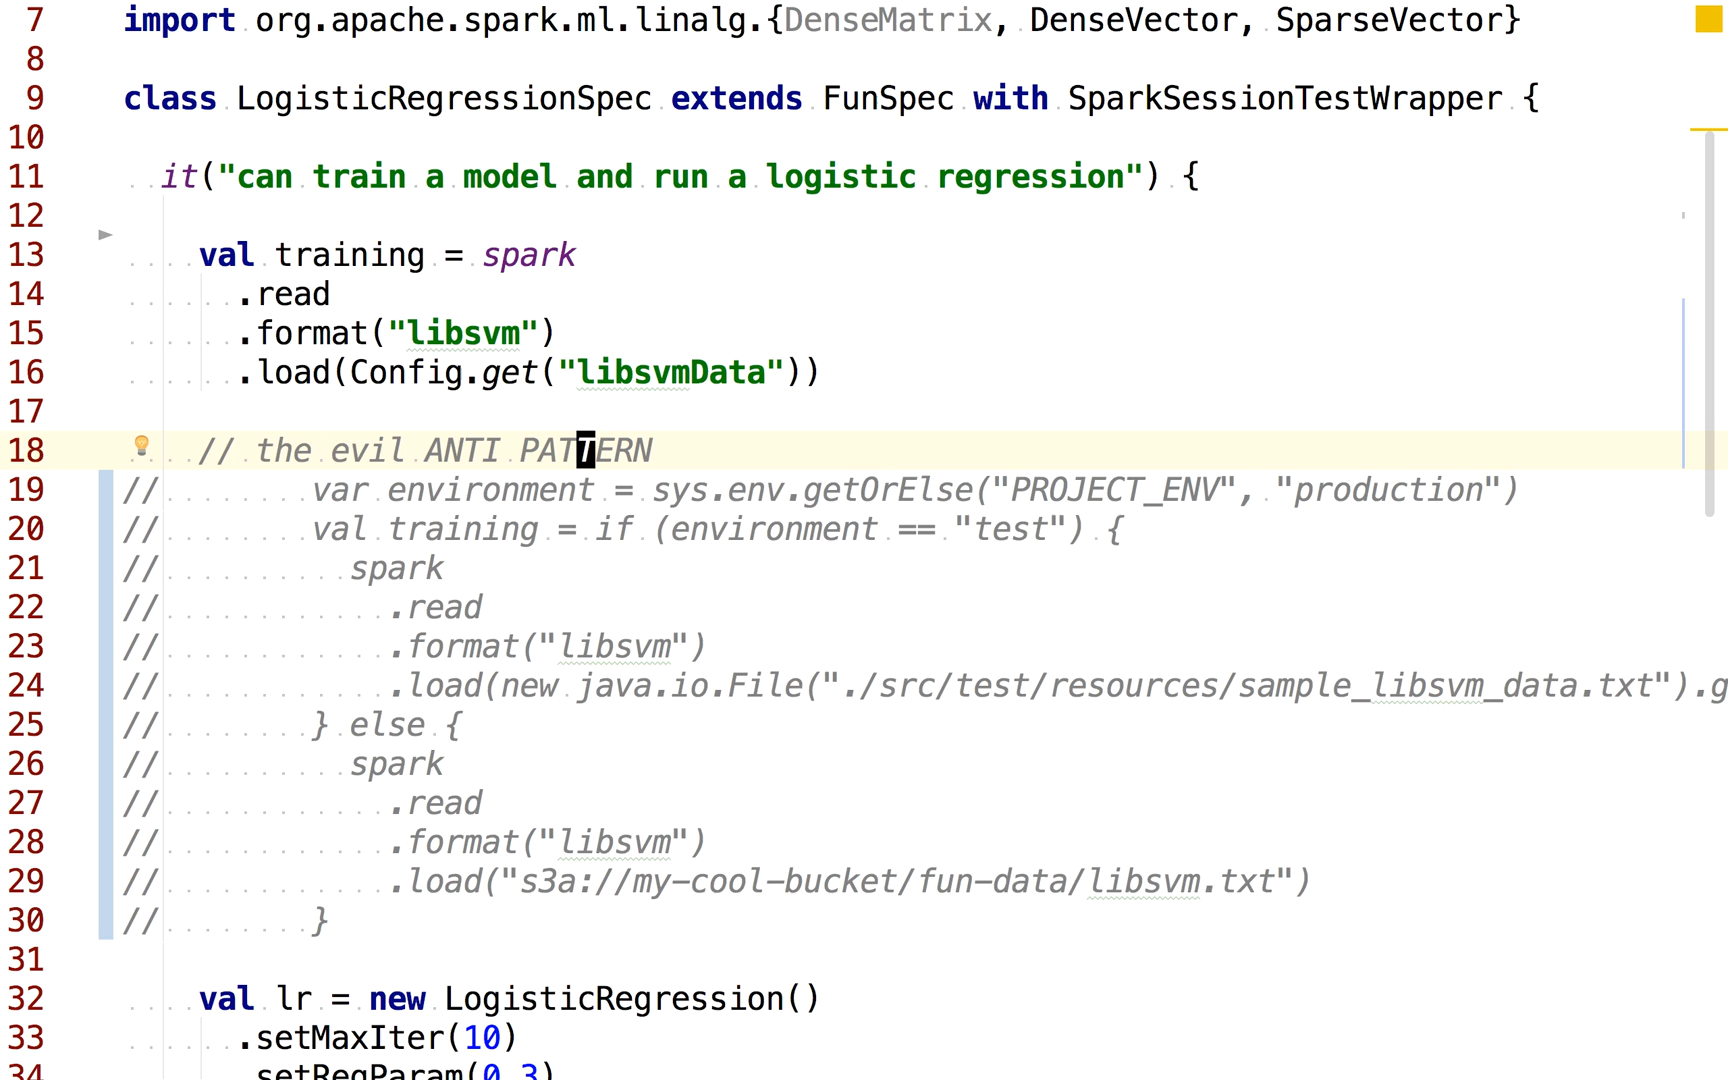 7 import org.apache.spark.ml.linalg.{DenseMatrix, DenseVector, SparseVector}
8
9 class LogisticRegressionSpec extends FunSpec with SparkSessionTestWrapper {
10
11   it("can train a model and run a logistic regression") {
12
13     val training = spark
14       .read
15       .format("libsvm")
16       .load(Config.get("libsvmData"))
17
18     // the evil ANTI PATTERN
19 //        var environment = sys.env.getOrElse("PROJECT_ENV", "production")
20 //        val training = if (environment == "test") {
21 //          spark
22 //            .read
23 //            .format("libsvm")
24 //            .load(new java.io.File("./src/test/resources/sample_libsvm_data.txt").g
25 //        } else {
26 //          spark
27 //            .read
28 //            .format("libsvm")
29 //            .load("s3a://my-cool-bucket/fun-data/libsvm.txt")
30 //        }
31
32     val lr = new LogisticRegression()
33       .setMaxIter(10)
34       .setRegParam(0.3)